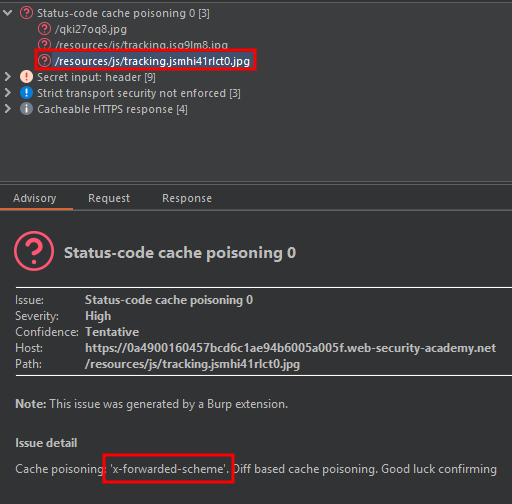 Status-code cache poisoning 0 [3]
/qki27oq8.jpg
/resources/js/tracking.jsq9lm8.jpg
/resources/js/tracking.jsmhi41rlct0.jpg
Secret input: header [9]
Strict transport security not enforced [3]
Cacheable HTTPS response [4]
Advisory Request Response
Status-code cache poisoning 0
Issue: Status-code cache poisoning 0
Severity: High
Confidence: Tentative
Host: https://0a4900160457bcd6c1ae94b6005a005f.web-security-academy.net
Path: /resources/js/tracking.jsmhi41rlct0.jpg
Note: This issue was generated by a Burp extension.
Issue detail
Cache poisoning: 'x-forwarded-scheme'. Diff based cache poisoning. Good luck confirming